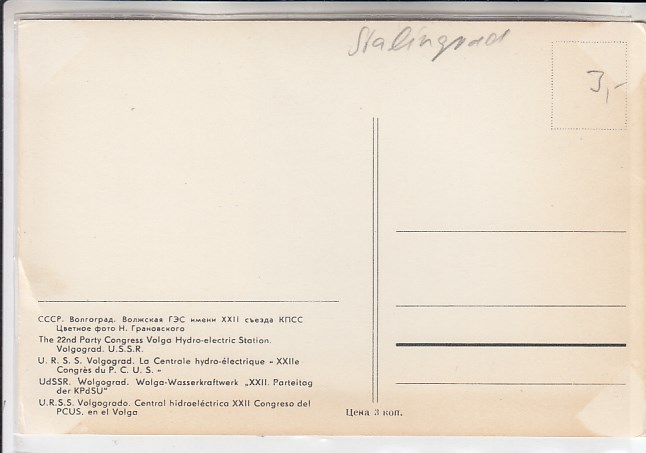 Stalingrad
3,-
СССР. Волгоград. Волжская ГЭС имени XXII съезда КПСС
Цветное фото Н. Грановского
The 22nd Party Congress Volga Hydro-electric Station.
Volgograd. U.S.S.R.
U. R. S. S. Volgograd. La Centrale hydro-électrique « XXIIe
Congrès du P. C. U. S. »
UdSSR. Wolgograd. Wolga-Wasserkraftwerk „XXII. Parteitag
der KPdSU“
U.R.S.S. Volgogrado. Central hidroeléctrica XXII Congreso del
PCUS. en el Volga
Цена 3 коп.